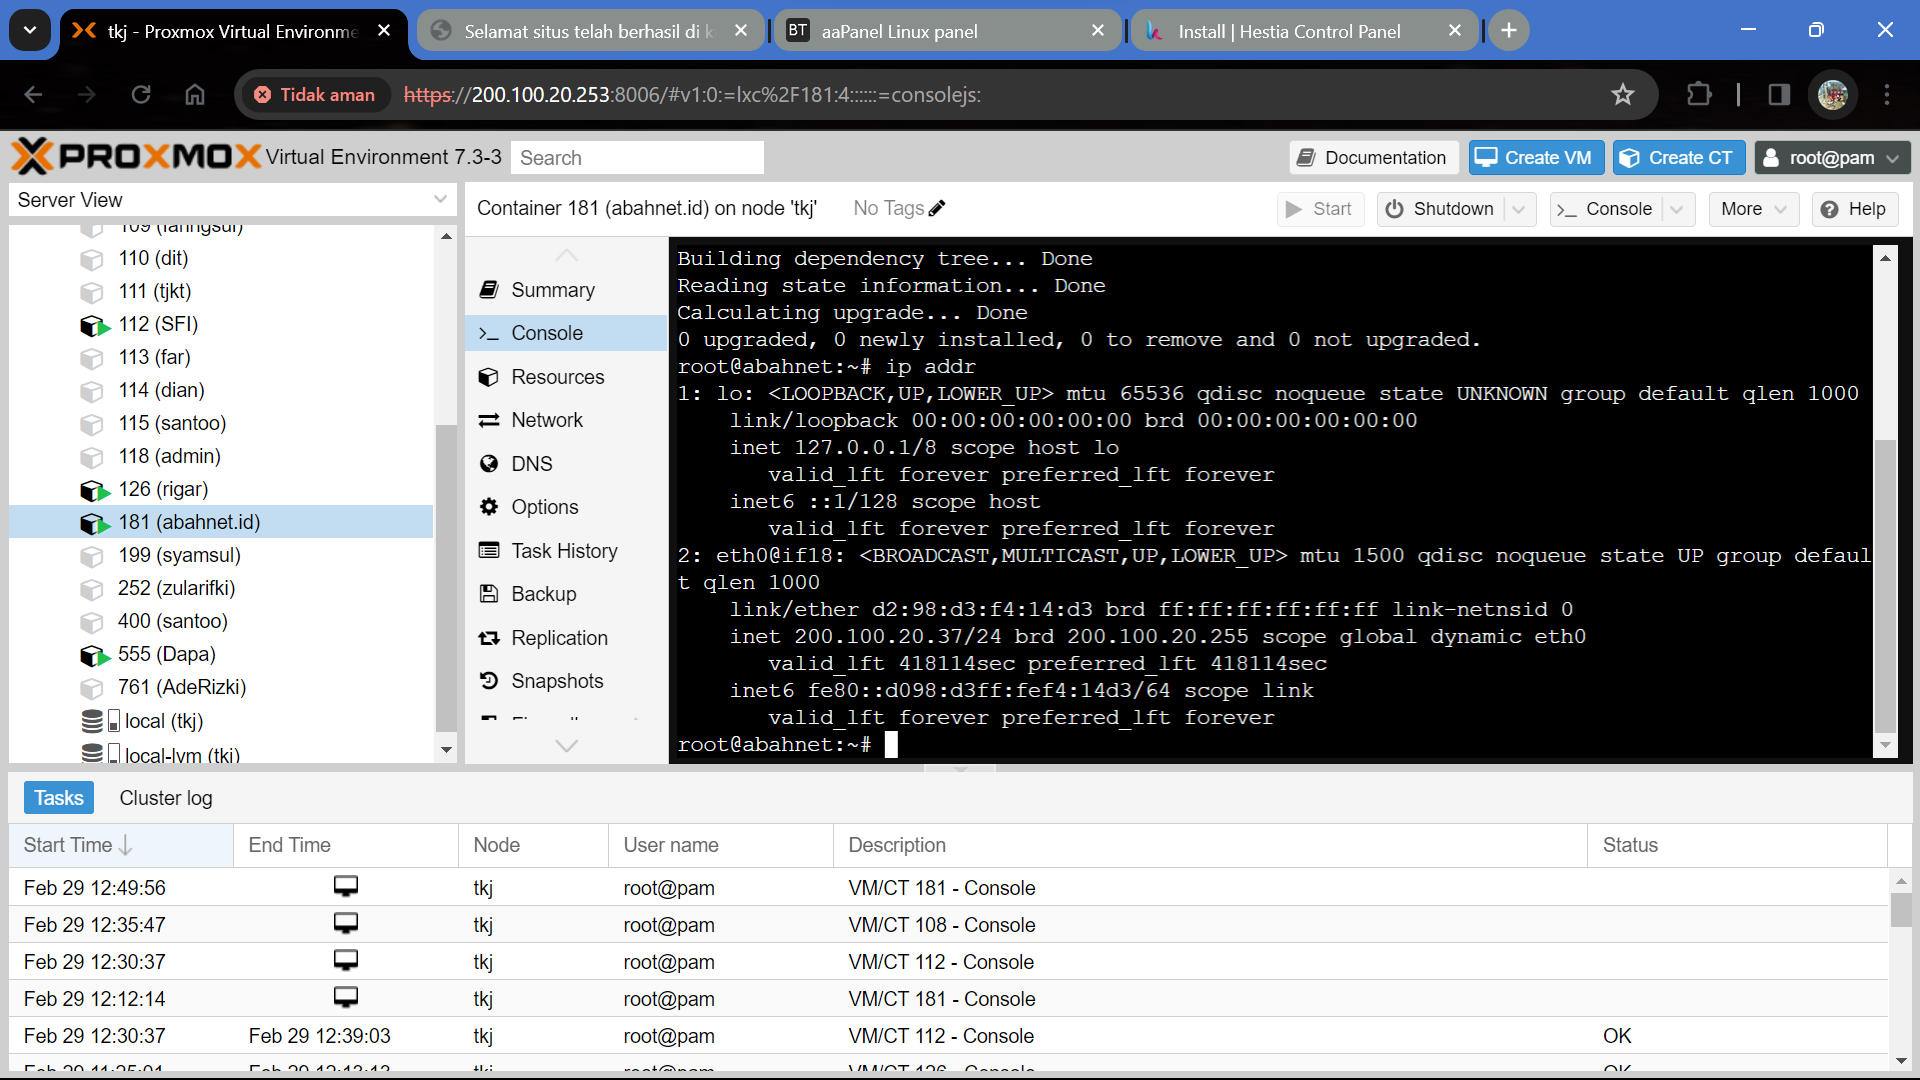 tkj - Proxmox Virtual Environme
Selamat situs telah berhasil di k
BT aaPanel Linux panel
Install | Hestia Control Panel
Tidak aman https://200.100.20.253:8006/#v1:0:=lxc%2F181:4::::::=consolejs:
PROXMOX Virtual Environment 7.3-3
Search
Documentation
Create VM
Create CT
root@pam
Server View
Container 181 (abahnet.id) on node 'tkj'
No Tags
Start
Shutdown
Console
More
Help
110 (dit)
111 (tjkt)
112 (SFI)
113 (far)
114 (dian)
115 (santoo)
118 (admin)
126 (rigar)
181 (abahnet.id)
199 (syamsul)
252 (zularifki)
400 (santoo)
555 (Dapa)
761 (AdeRizki)
local (tkj)
local-lvm (tkj)
Summary
Console
Resources
Network
DNS
Options
Task History
Backup
Replication
Snapshots
Building dependency tree... Done
Reading state information... Done
Calculating upgrade... Done
0 upgraded, 0 newly installed, 0 to remove and 0 not upgraded.
root@abahnet:~# ip addr
1: lo: <LOOPBACK,UP,LOWER_UP> mtu 65536 qdisc noqueue state UNKNOWN group default qlen 1000
link/loopback 00:00:00:00:00:00 brd 00:00:00:00:00:00
inet 127.0.0.1/8 scope host lo
valid_lft forever preferred_lft forever
inet6 ::1/128 scope host
valid_lft forever preferred_lft forever
2: eth0@if18: <BROADCAST,MULTICAST,UP,LOWER_UP> mtu 1500 qdisc noqueue state UP group defaul
t qlen 1000
link/ether d2:98:d3:f4:14:d3 brd ff:ff:ff:ff:ff:ff link-netnsid 0
inet 200.100.20.37/24 brd 200.100.20.255 scope global dynamic eth0
valid_lft 418114sec preferred_lft 418114sec
inet6 fe80::d098:d3ff:fef4:14d3/64 scope link
valid_lft forever preferred_lft forever
root@abahnet:~#
Tasks Cluster log
Start Time End Time Node User name Description Status
Feb 29 12:49:56 tkj root@pam VM/CT 181 - Console
Feb 29 12:35:47 tkj root@pam VM/CT 108 - Console
Feb 29 12:30:37 tkj root@pam VM/CT 112 - Console
Feb 29 12:12:14 tkj root@pam VM/CT 181 - Console
Feb 29 12:30:37 Feb 29 12:39:03 tkj root@pam VM/CT 112 - Console OK